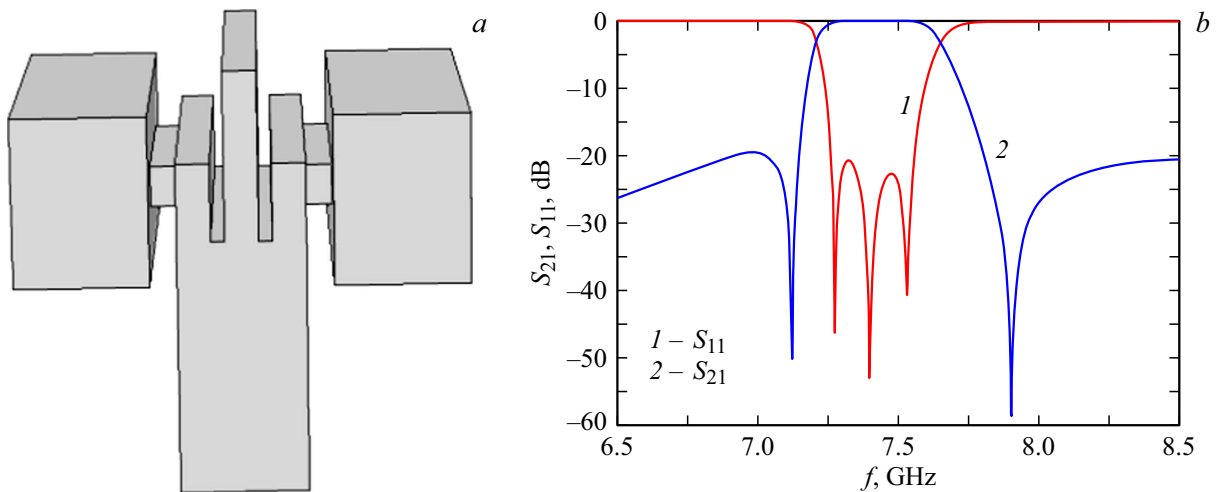 a
b
S21, S11, dB
0
–10
–20
–30
–40
–50
–60
1
2
1 – S11
2 – S21
6.5 7.0 7.5 8.0 8.5
f, GHz